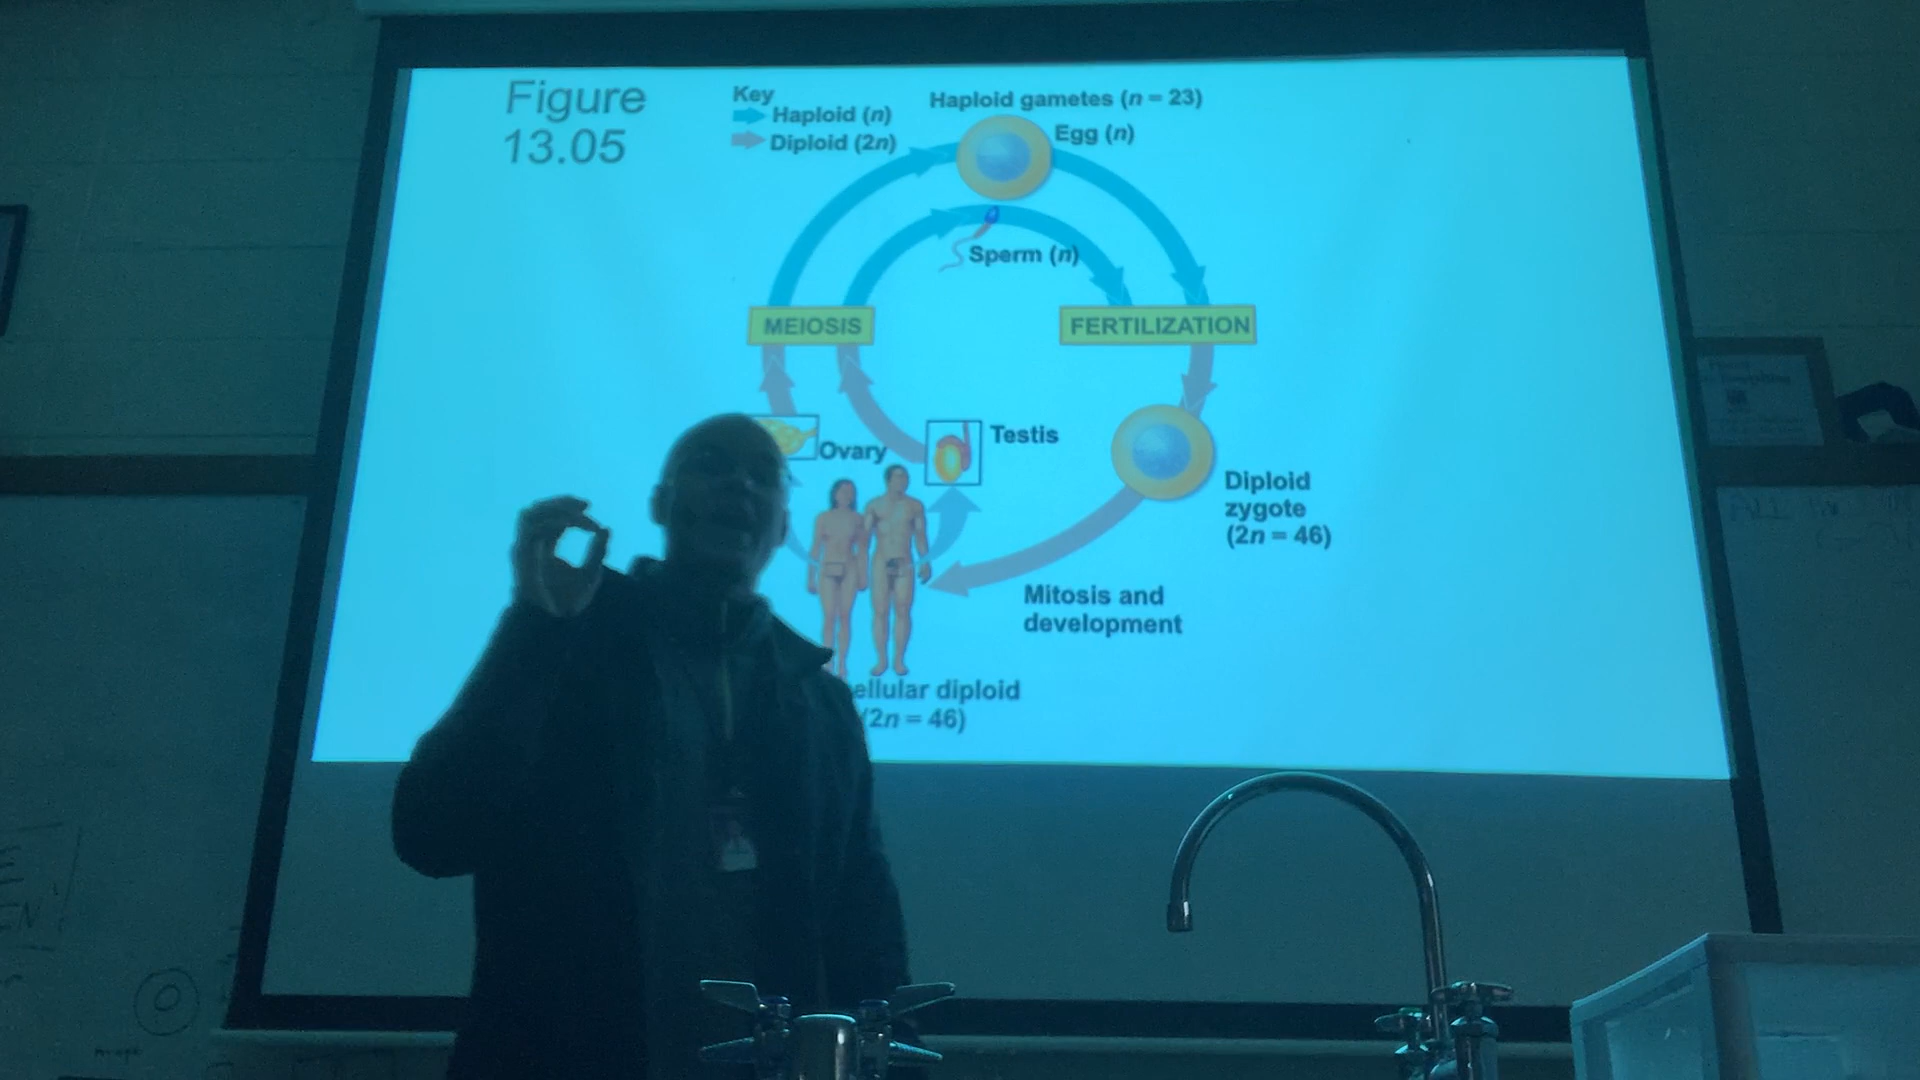 Figure
13.05
Key
Haploid (n)
Diploid (2n)
Haploid gametes (n = 23)
Egg (n)
Sperm (n)
MEIOSIS
FERTILIZATION
Ovary
Testis
Diploid
zygote
(2n = 46)
Mitosis and
development
ellular diploid
(2n = 46)
ALL